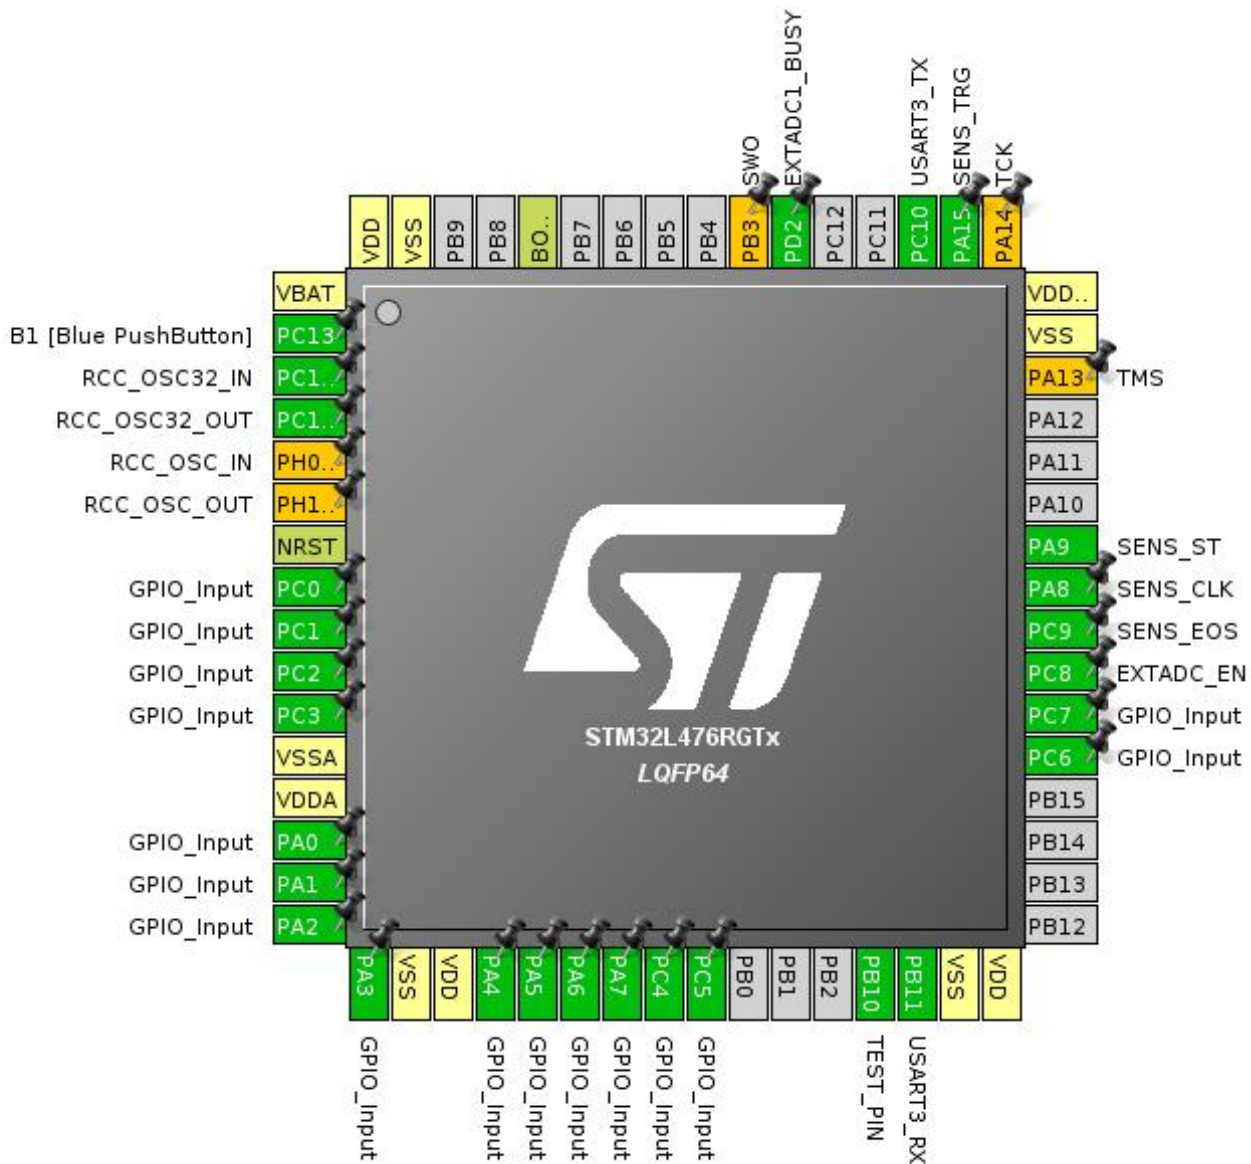 SWO
EXTADC1_BUSY
USART3_TX
SENS_TRG
TCK
VDD
VSS
PB9
PB8
BO..
PB7
PB6
PB5
PB4
PB3
PD2
PC12
PC11
PC10
PA15
PA14
VBAT
B1 [Blue PushButton] PC13
RCC_OSC32_IN PC1..
RCC_OSC32_OUT PC1..
RCC_OSC_IN PH0..
RCC_OSC_OUT PH1..
NRST
GPIO_Input PC0
GPIO_Input PC1
GPIO_Input PC2
GPIO_Input PC3
VSSA
VDDA
GPIO_Input PA0
GPIO_Input PA1
GPIO_Input PA2
ST
STM32L476RGTx
LQFP64
VDD..
VSS
PA13 TMS
PA12
PA11
PA10
PA9 SENS_ST
PA8 SENS_CLK
PC9 SENS_EOS
PC8 EXTADC_EN
PC7 GPIO_Input
PC6 GPIO_Input
PB15
PB14
PB13
PB12
PA3
VSS
VDD
PA4
PA5
PA6
PA7
PC4
PC5
PB0
PB1
PB2
PB10
PB11
VSS
VDD
GPIO_Input
GPIO_Input
GPIO_Input
GPIO_Input
GPIO_Input
GPIO_Input
GPIO_Input
TEST_PIN
USART3_RX